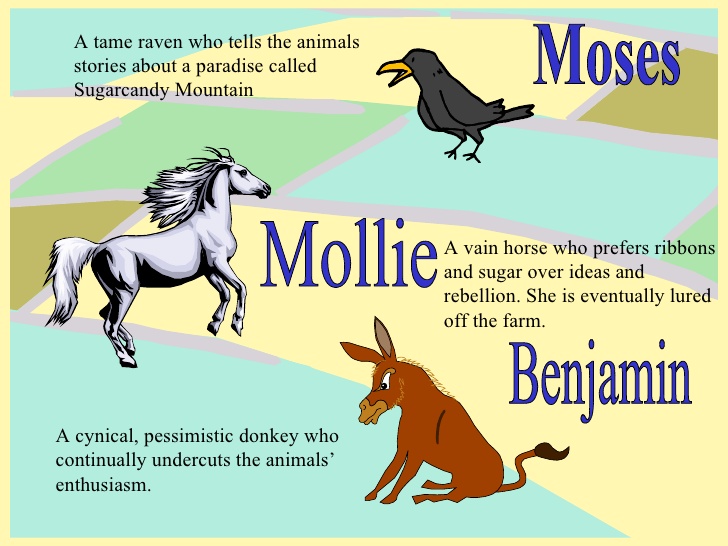 A tame raven who tells the animals
stories about a paradise called
Sugarcandy Mountain
Moses
Mollie
A vain horse who prefers ribbons
and sugar over ideas and
rebellion. She is eventually lured
off the farm.
Benjamin
A cynical, pessimistic donkey who
continually undercuts the animals’
enthusiasm.